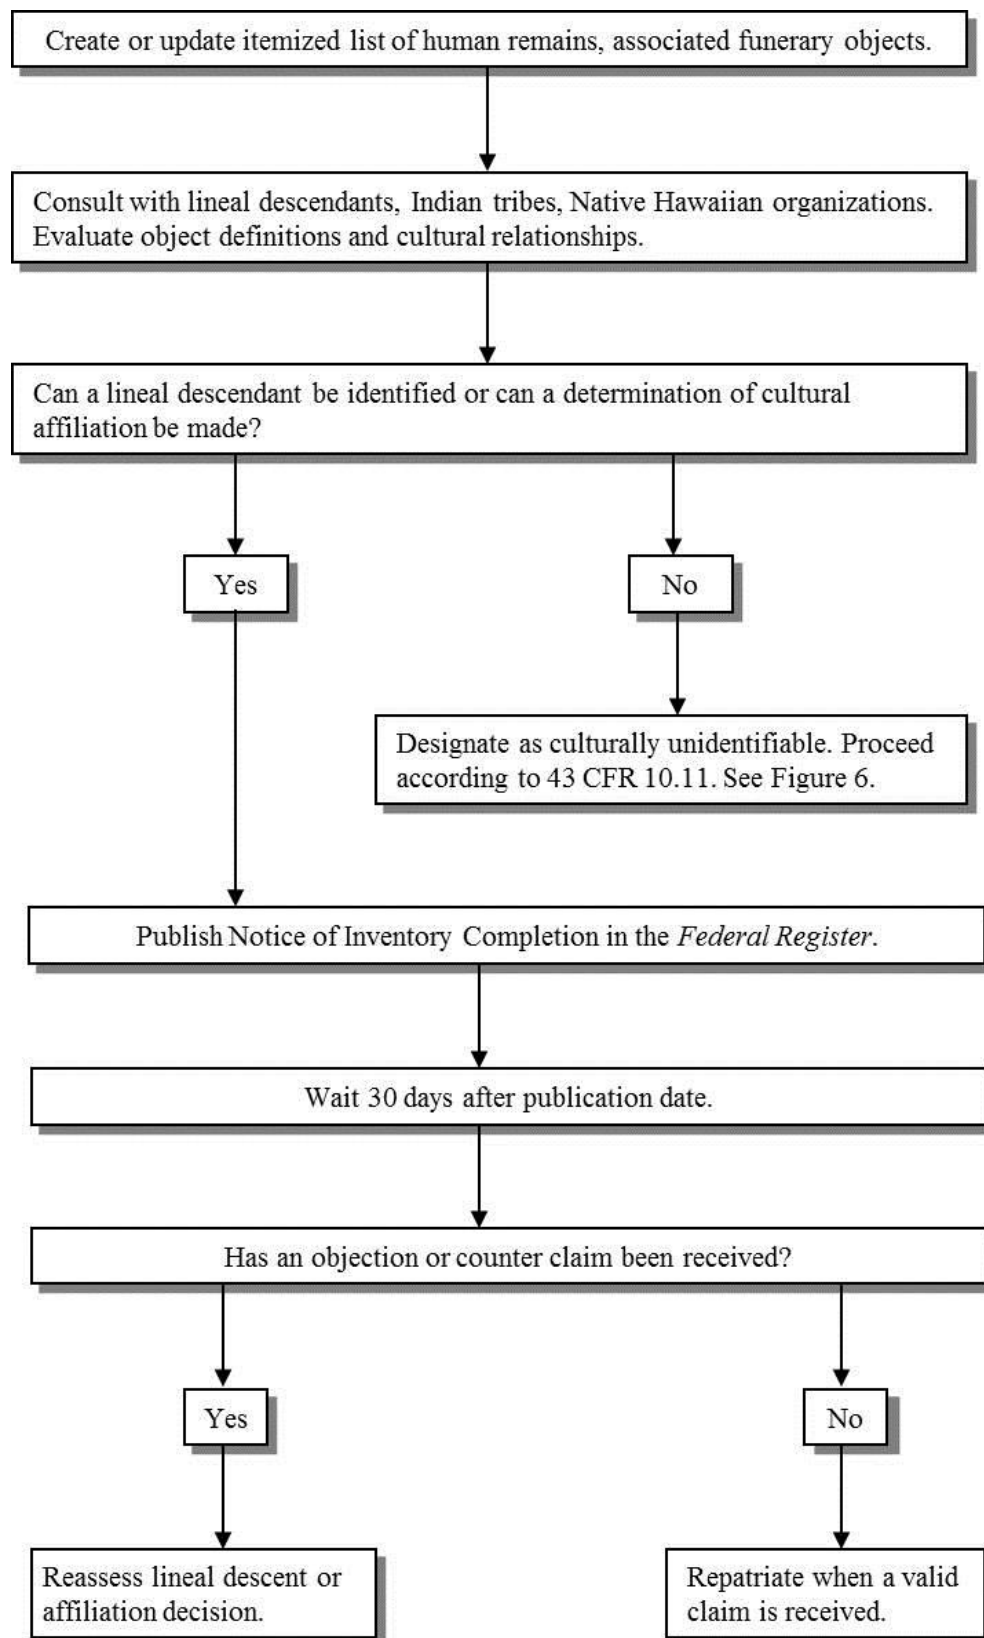 Create or update itemized list of human remains, associated funerary objects.
Consult with lineal descendants, Indian tribes, Native Hawaiian organizations.
Evaluate object definitions and cultural relationships.
Can a lineal descendant be identified or can a determination of cultural
affiliation be made?
Yes
No
Designate as culturally unidentifiable. Proceed
according to 43 CFR 10.11. See Figure 6.
Publish Notice of Inventory Completion in the Federal Register.
Wait 30 days after publication date.
Has an objection or counter claim been received?
Yes
No
Reassess lineal descent or
affiliation decision.
Repatriate when a valid
claim is received.